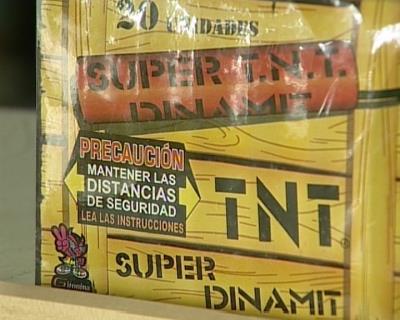 20 UNIDADES
SUPER T.N.T.
DINAMIT
PRECAUCIÓN
MANTENER LAS
DISTANCIAS
DE SEGURIDAD
LEA LAS INSTRUCCIONES
TNT
SUPER
DINAMIT